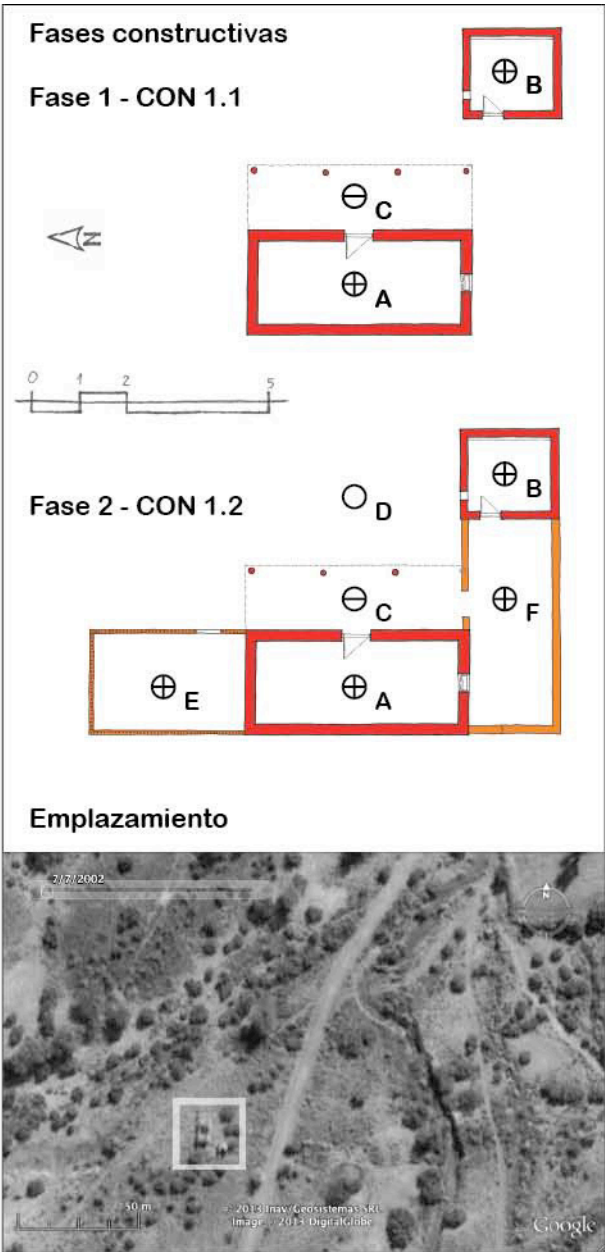 Fases constructivas
B
Fase 1 - CON 1.1
C
N
A
0 1 2 5
B
Fase 2 - CON 1.2
D
C
F
E
A
Emplazamiento
7/7/2002
N
50 m
© 2013 Inav/Geosistemas SRL
Image © 2013 DigitalGlobe
Google